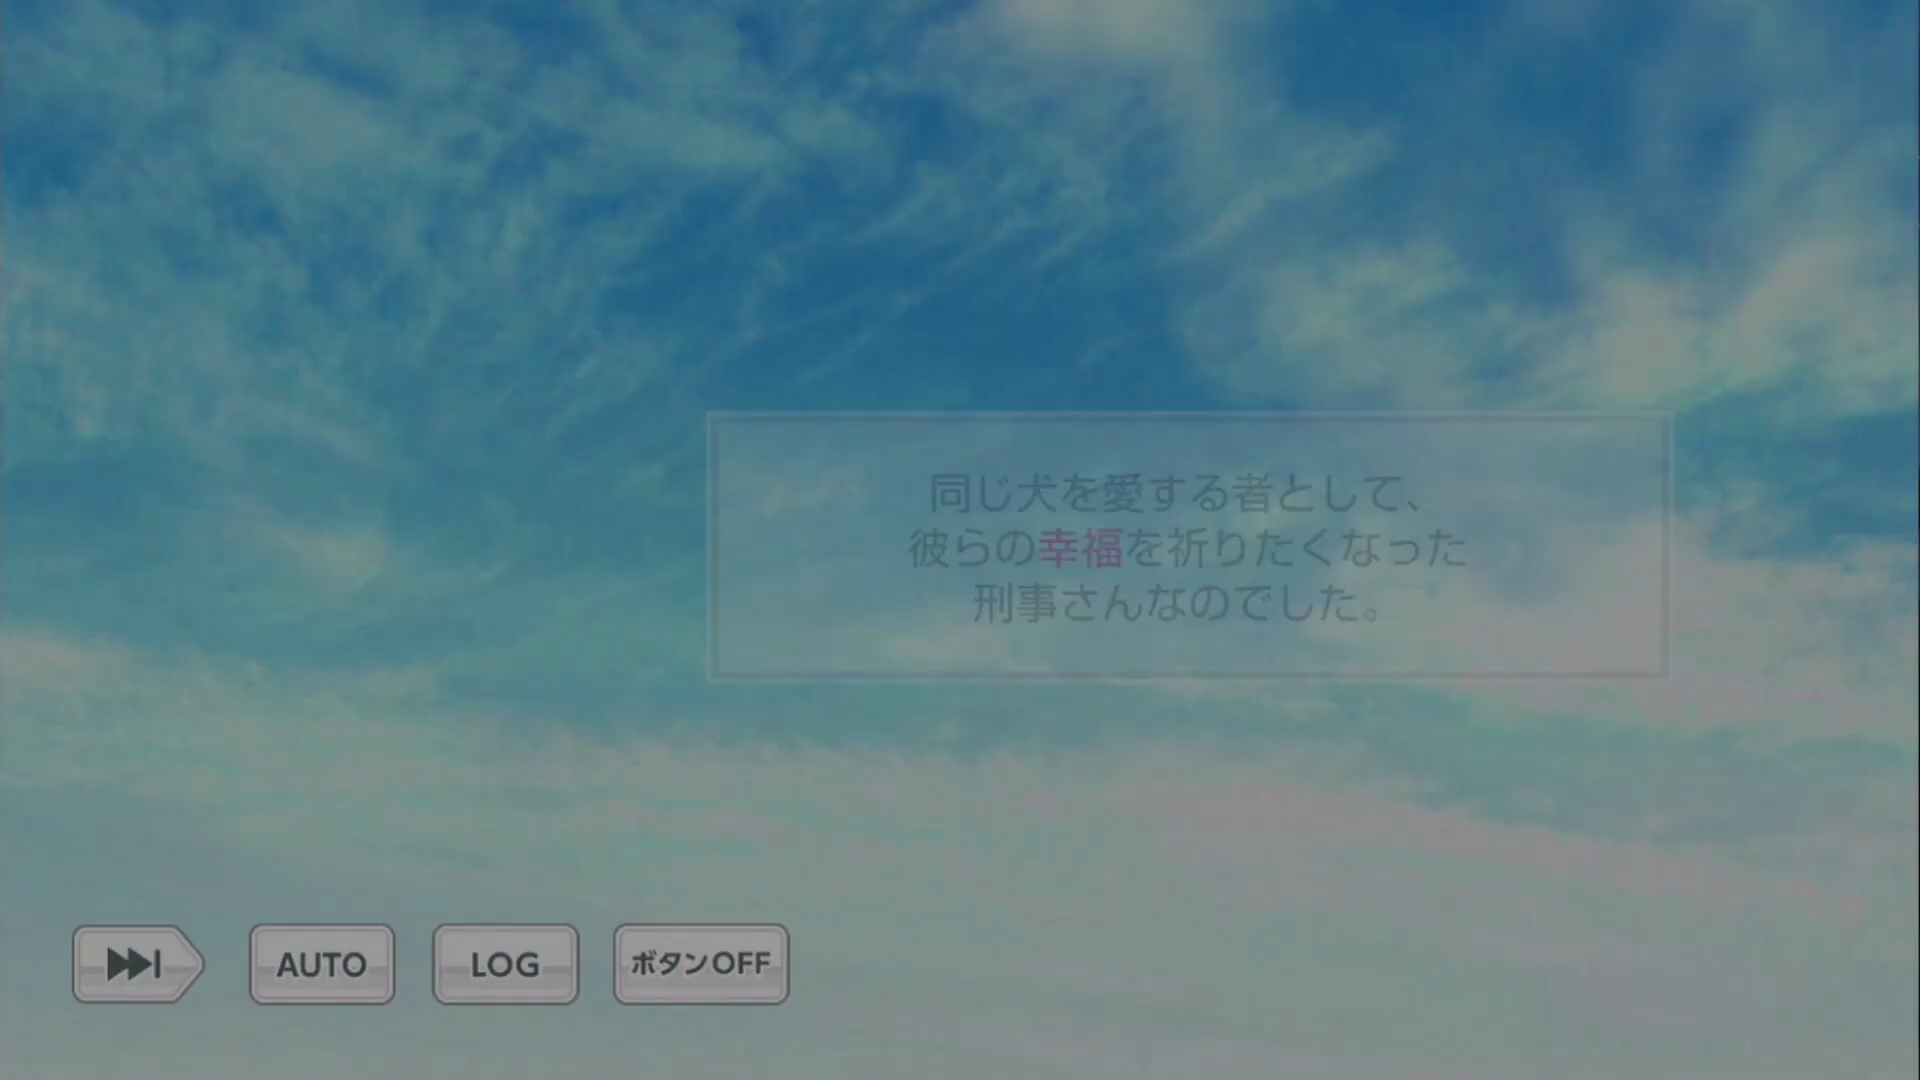 同じ犬を愛する者として、
彼らの幸福を祈りたくなった
刑事さんなのでした。
AUTO
LOG
ボタンOFF